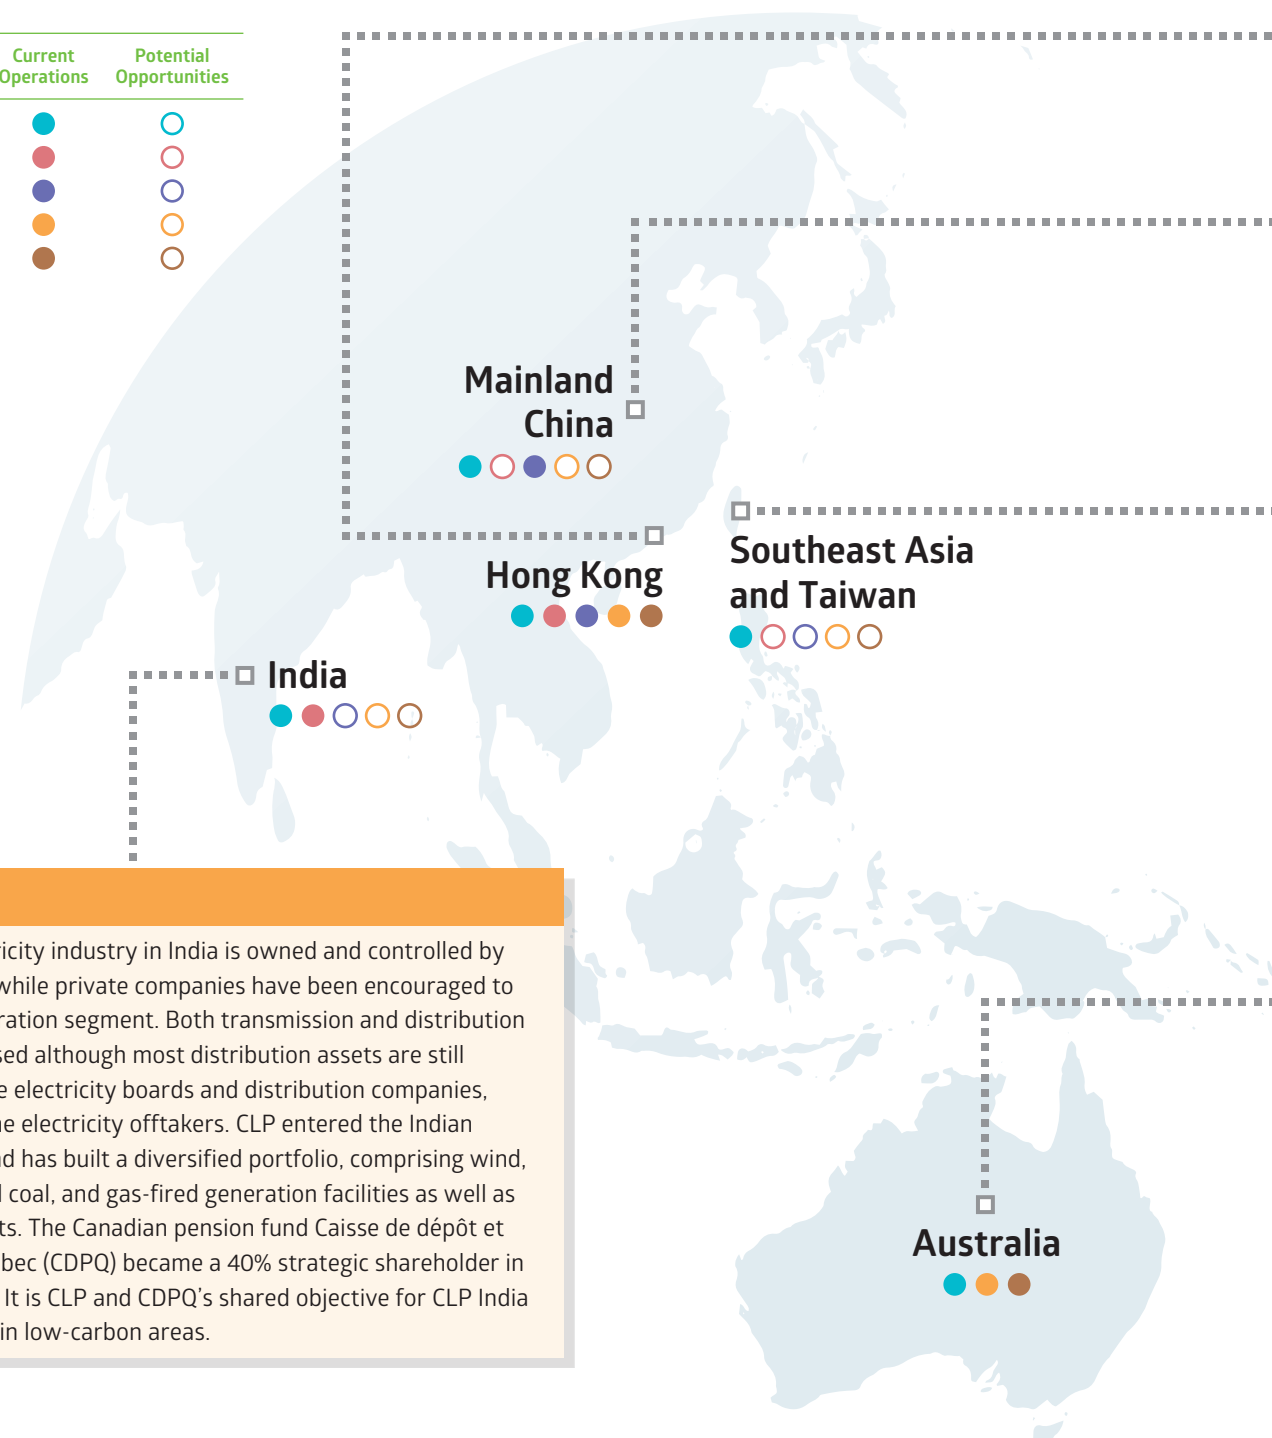 Current Potential
Operations Opportunities
Mainland
China
Hong Kong
Southeast Asia
and Taiwan
India
ricity industry in India is owned and controlled by
while private companies have been encouraged to
ration segment. Both transmission and distribution
sed although most distribution assets are still
e electricity boards and distribution companies,
ne electricity offtakers. CLP entered the Indian
nd has built a diversified portfolio, comprising wind,
l coal, and gas-fired generation facilities as well as
ts. The Canadian pension fund Caisse de dépôt et
bec (CDPQ) became a 40% strategic shareholder in
It is CLP and CDPQ’s shared objective for CLP India
in low-carbon areas.
Australia